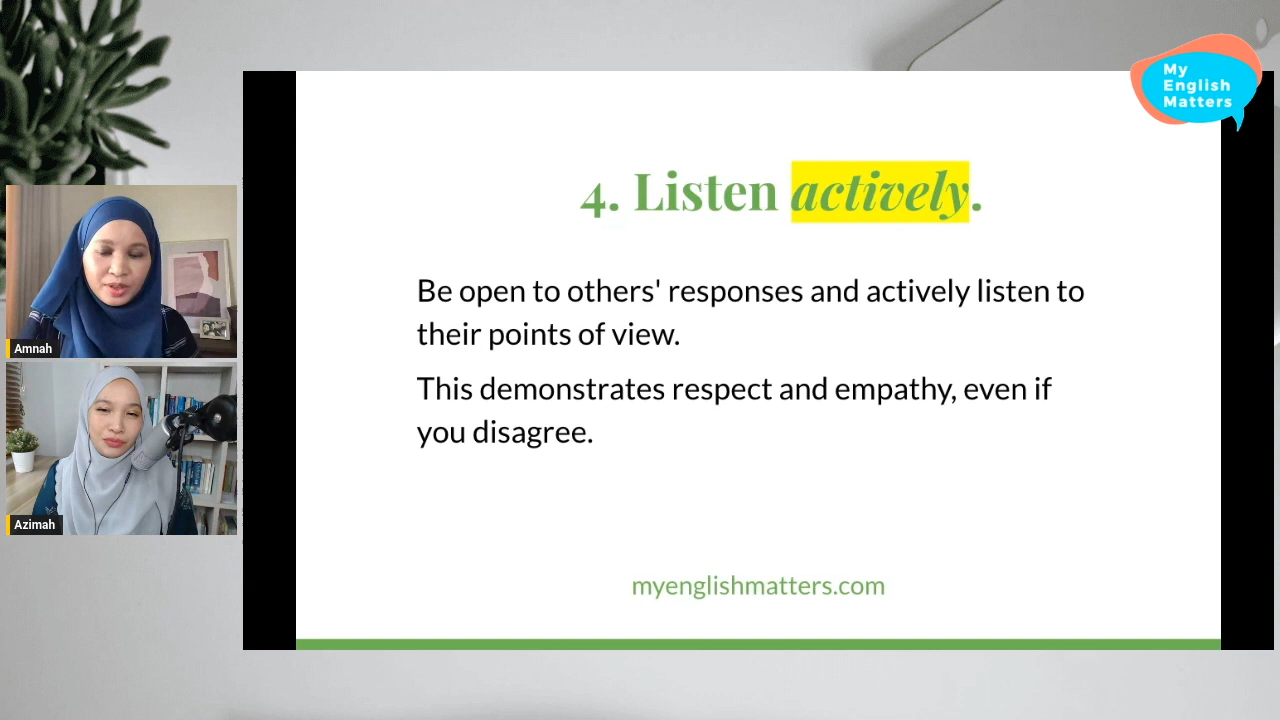 My
English
Matters
4. Listen actively.
Be open to others' responses and actively listen to
their points of view.
This demonstrates respect and empathy, even if
you disagree.
myenglishmatters.com
Amnah
Azimah